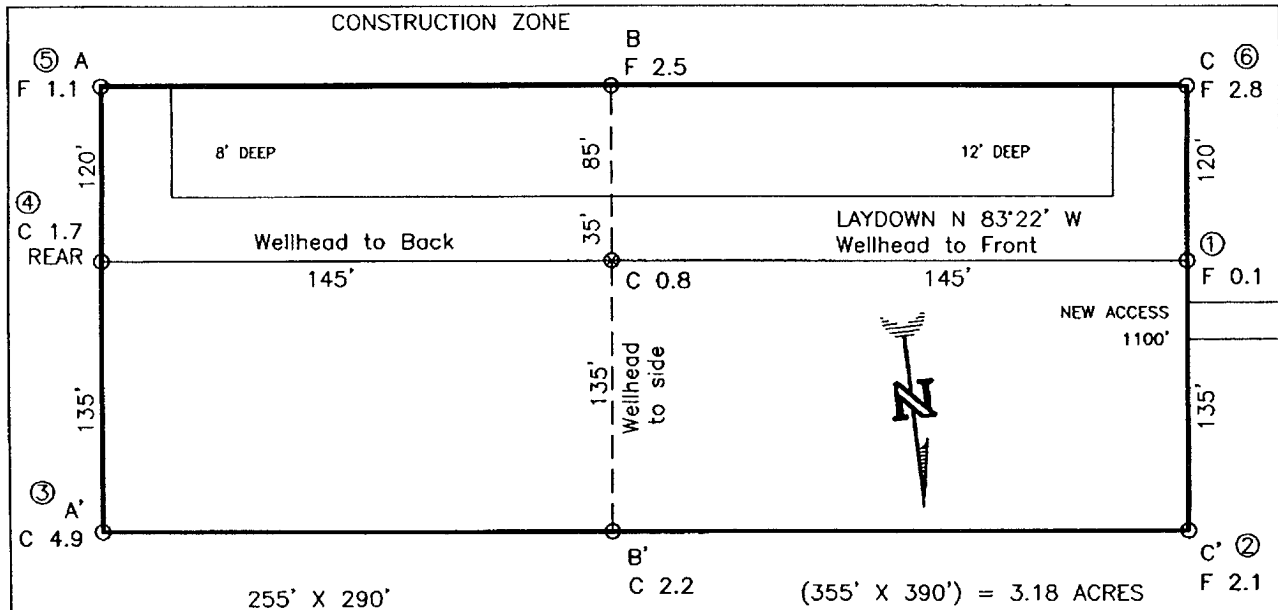 CONSTRUCTION ZONE
⑤ A
F 1.1
B
F 2.5
C ⑥
F 2.8
120'
8' DEEP
85'
12' DEEP
120'
④
C 1.7
REAR
Wellhead to Back
145'
35'
C 0.8
LAYDOWN N 83°22' W
Wellhead to Front
145'
①
F 0.1
NEW ACCESS
1100'
135'
135'
Wellhead
to side
N
135'
③ A'
C 4.9
B'
C 2.2
C' ②
F 2.1
255' X 290'
(355' X 390') = 3.18 ACRES